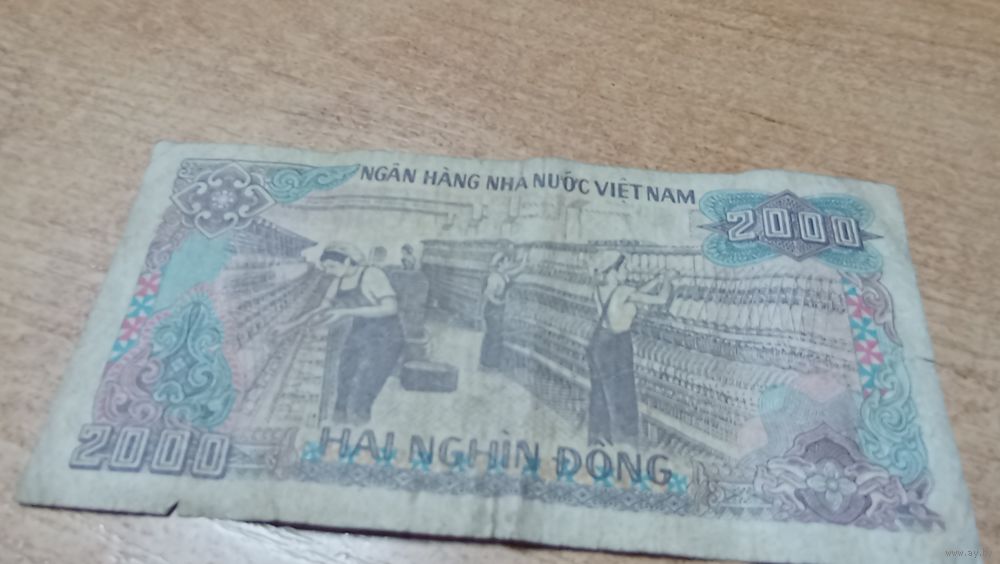 NGÂN HÀNG NHÀ NƯỚC VIỆT NAM
2000
2000
HAI NGHÌN ĐỒNG